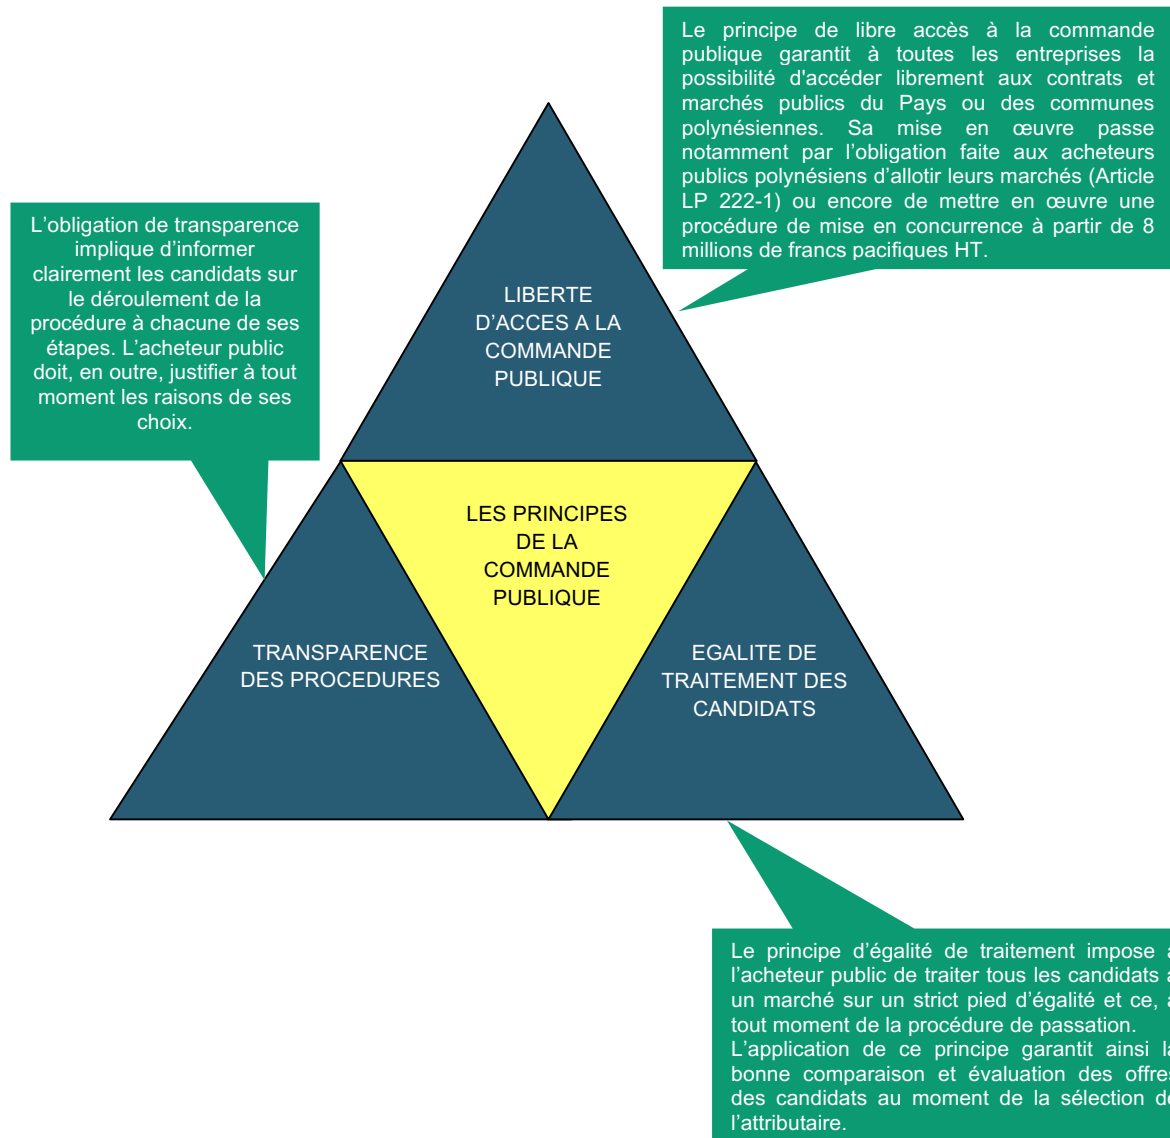 Le principe de libre accès à la commande
publique garantit à toutes les entreprises la
possibilité d'accéder librement aux contrats et
marchés publics du Pays ou des communes
polynésiennes. Sa mise en œuvre passe
notamment par l’obligation faite aux acheteurs
publics polynésiens d’allotir leurs marchés (Article
LP 222-1) ou encore de mettre en œuvre une
procédure de mise en concurrence à partir de 8
millions de francs pacifiques HT.
L’obligation de transparence
implique d’informer
clairement les candidats sur
le déroulement de la
procédure à chacune de ses
étapes. L’acheteur public
doit, en outre, justifier à tout
moment les raisons de ses
choix.
LIBERTE
D’ACCES A LA
COMMANDE
PUBLIQUE
LES PRINCIPES
DE LA
COMMANDE
PUBLIQUE
TRANSPARENCE
DES PROCEDURES
EGALITE DE
TRAITEMENT DES
CANDIDATS
Le principe d’égalité de traitement impose à
l’acheteur public de traiter tous les candidats à
un marché sur un strict pied d’égalité et ce, à
tout moment de la procédure de passation.
L’application de ce principe garantit ainsi la
bonne comparaison et évaluation des offres
des candidats au moment de la sélection de
l’attributaire.